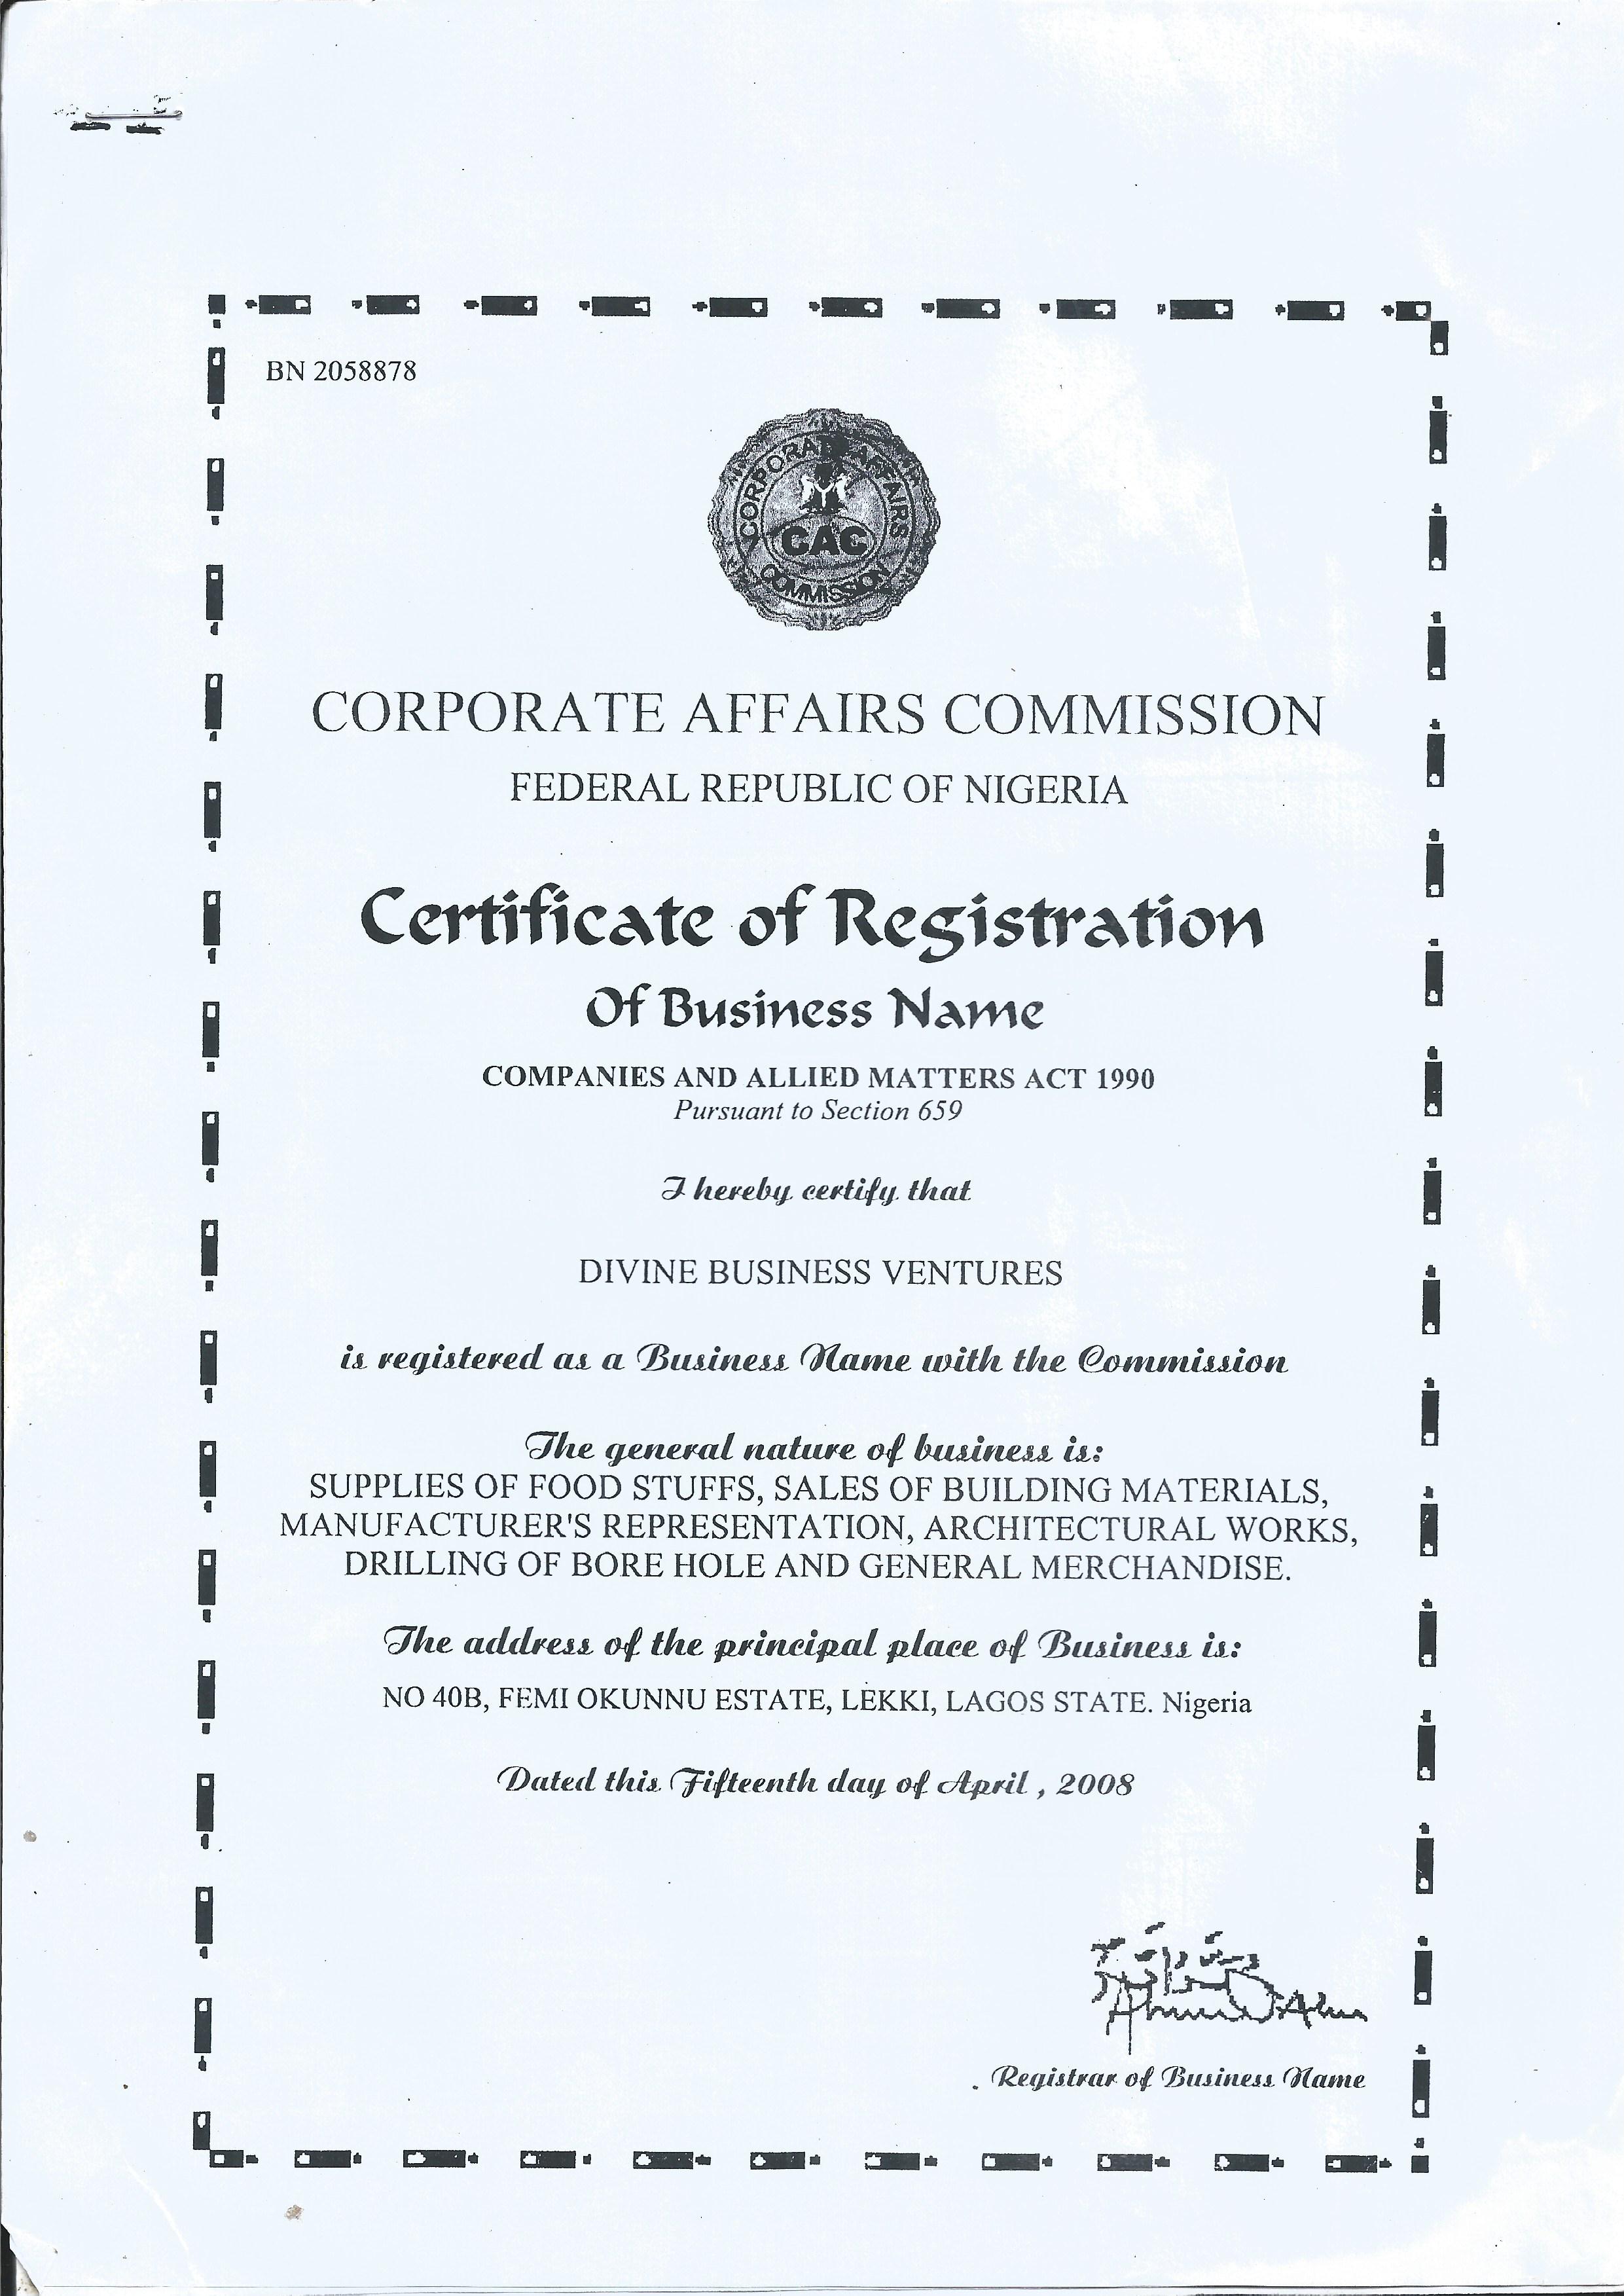 BN 2058878
CORPORATE AFFAIRS
CAC
COMMISSION
CORPORATE AFFAIRS COMMISSION
FEDERAL REPUBLIC OF NIGERIA
Certificate of Registration
Of Business Name
COMPANIES AND ALLIED MATTERS ACT 1990
Pursuant to Section 659
I hereby certify that
DIVINE BUSINESS VENTURES
is registered as a Business Name with the Commission
The general nature of business is:
SUPPLIES OF FOOD STUFFS, SALES OF BUILDING MATERIALS,
MANUFACTURER'S REPRESENTATION, ARCHITECTURAL WORKS,
DRILLING OF BORE HOLE AND GENERAL MERCHANDISE.
The address of the principal place of Business is:
NO 40B, FEMI OKUNNU ESTATE, LEKKI, LAGOS STATE. Nigeria
Dated this Fifteenth day of April , 2008
Registrar of Business Name